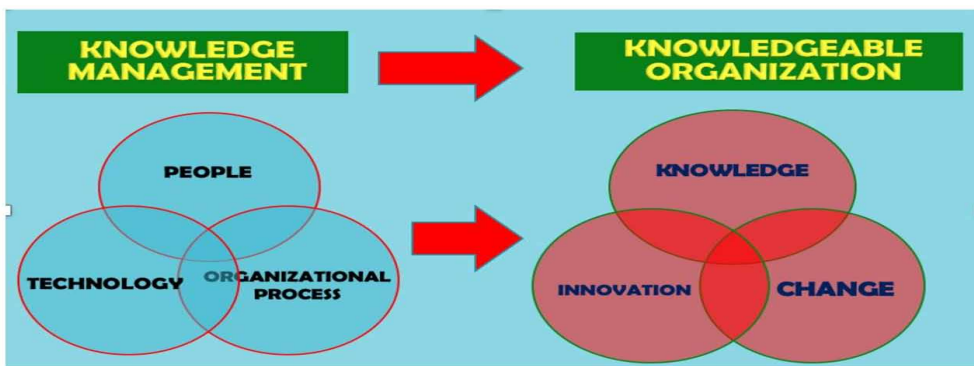 KNOWLEDGE
MANAGEMENT
KNOWLEDGEABLE
ORGANIZATION
PEOPLE
TECHNOLOGY
ORGANIZATIONAL
PROCESS
KNOWLEDGE
INNOVATION
CHANGE